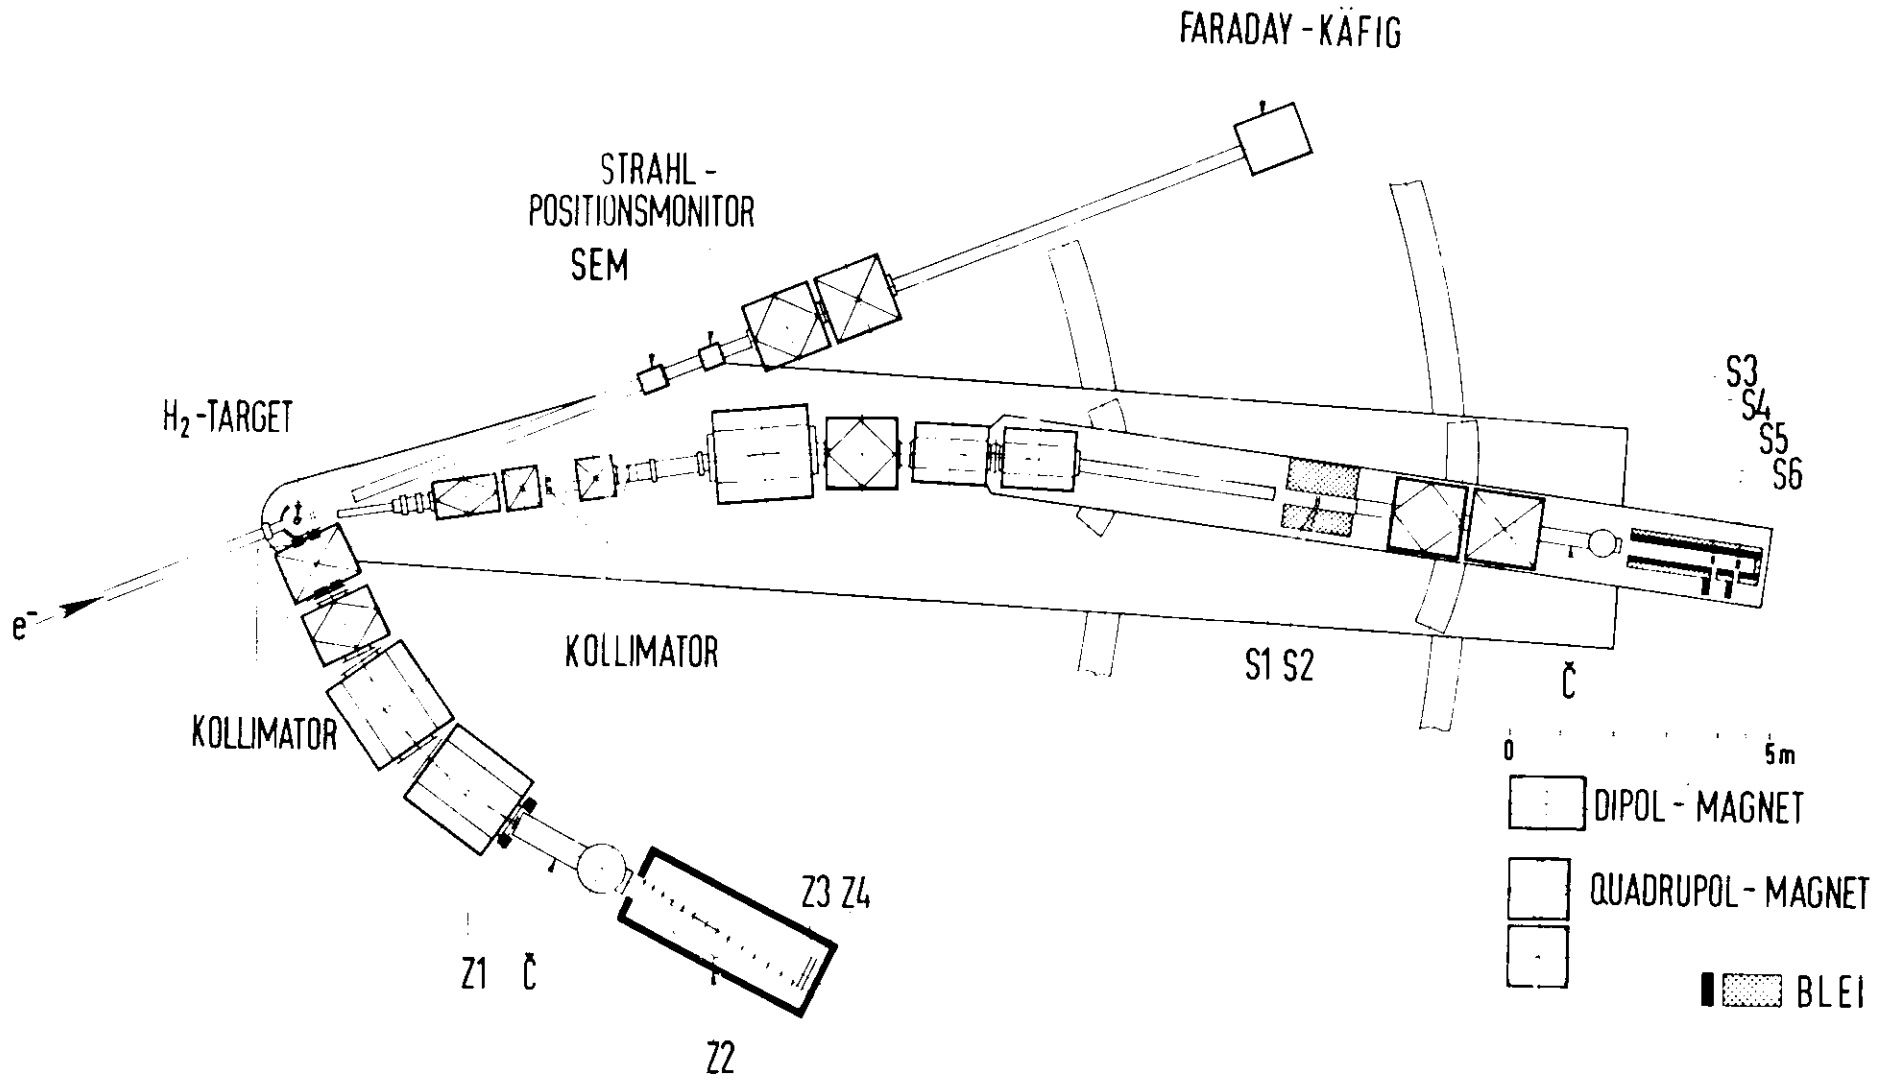 FARADAY-KÄFIG
STRAHL-
POSITIONSMONITOR
SEM
H₂-TARGET
S3
S4
S5
S6
e⁻
KOLLIMATOR
S1 S2
Č
KOLLIMATOR
0 5m
DIPOL-MAGNET
Z3 Z4
QUADRUPOL-MAGNET
Z1 Č
BLEI
Z2